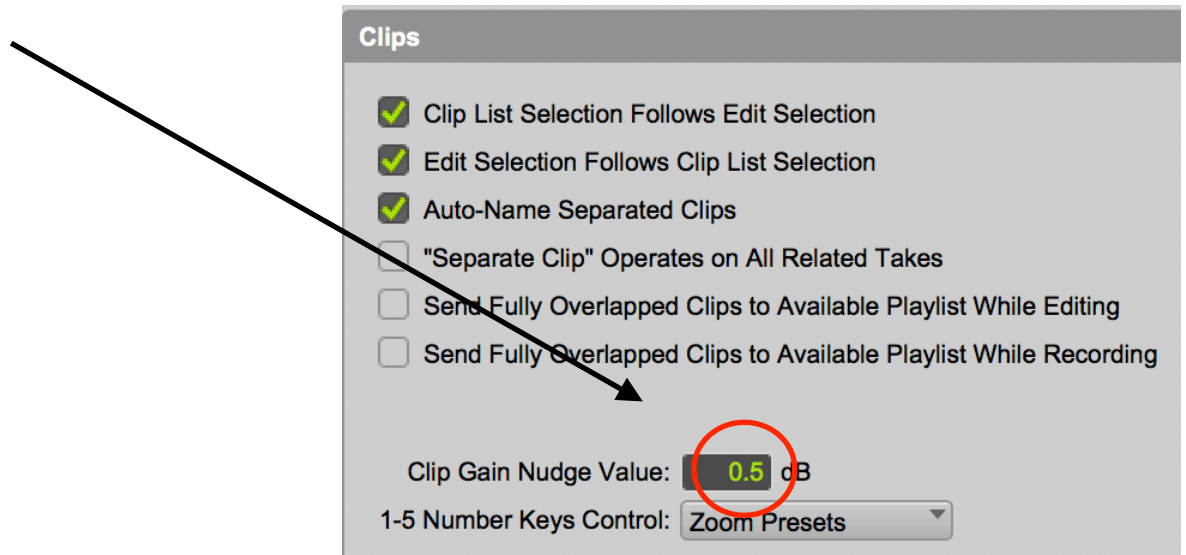 Clips
Clip List Selection Follows Edit Selection
Edit Selection Follows Clip List Selection
Auto-Name Separated Clips
"Separate Clip" Operates on All Related Takes
Send Fully Overlapped Clips to Available Playlist While Editing
Send Fully Overlapped Clips to Available Playlist While Recording
Clip Gain Nudge Value: 0.5 dB
1-5 Number Keys Control: Zoom Presets